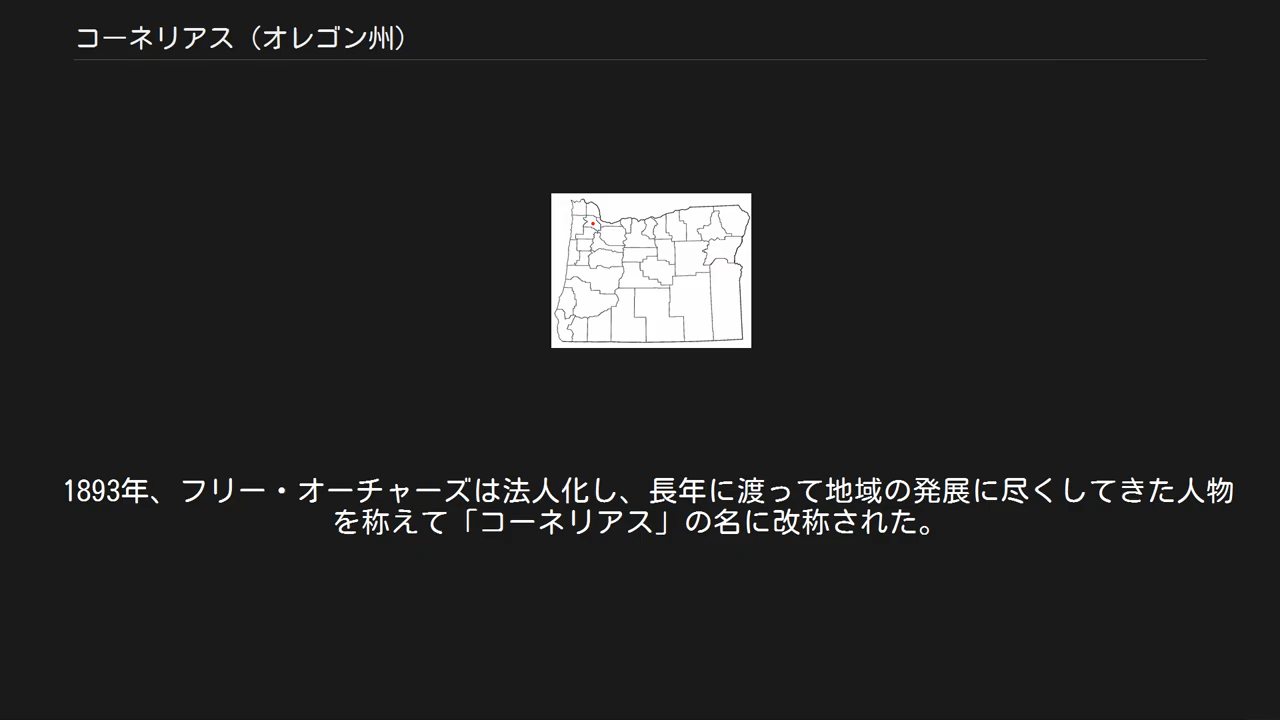 コーネリアス（オレゴン州）
1893年、フリー・オーチャーズは法人化し、長年に渡って地域の発展に尽くしてきた人物
を称えて「コーネリアス」の名に改称された。